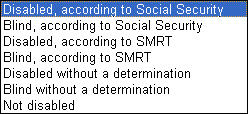 Disabled, according to Social Security
Blind, according to Social Security
Disabled, according to SMRT
Blind, according to SMRT
Disabled without a determination
Blind without a determination
Not disabled